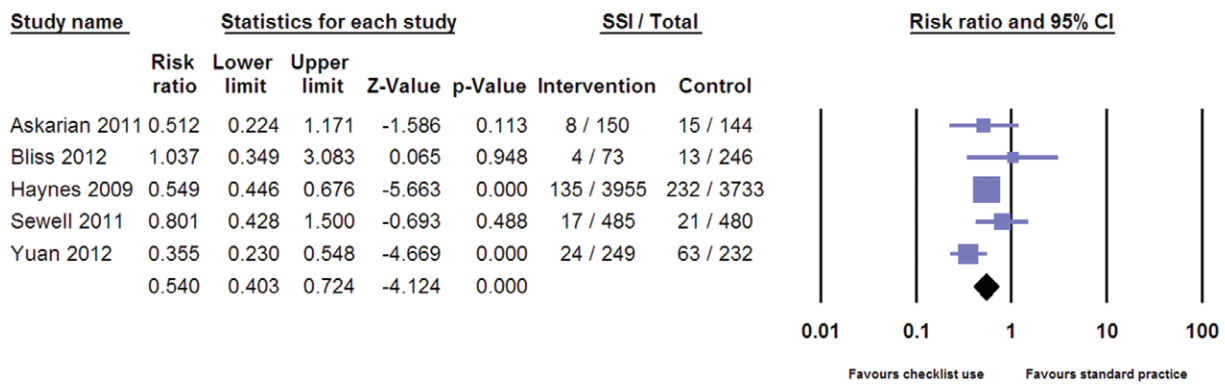 Study name Statistics for each study SSI / Total Risk ratio and 95% CI
Risk Lower Upper
ratio limit limit Z-Value p-Value Intervention Control
Askarian 2011 0.512 0.224 1.171 -1.586 0.113 8 / 150 15 / 144
Bliss 2012 1.037 0.349 3.083 0.065 0.948 4 / 73 13 / 246
Haynes 2009 0.549 0.446 0.676 -5.663 0.000 135 / 3955 232 / 3733
Sewell 2011 0.801 0.428 1.500 -0.693 0.488 17 / 485 21 / 480
Yuan 2012 0.355 0.230 0.548 -4.669 0.000 24 / 249 63 / 232
0.540 0.403 0.724 -4.124 0.000
0.01 0.1 1 10 100
Favours checklist use Favours standard practice